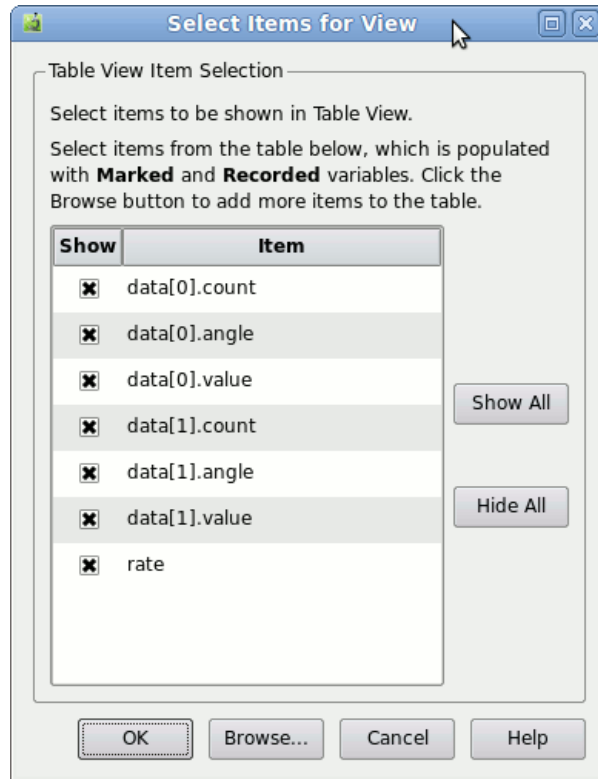 Select Items for View
Table View Item Selection
Select items to be shown in Table View.
Select items from the table below, which is populated
with Marked and Recorded variables. Click the
Browse button to add more items to the table.
Show Item
data[0].count
data[0].angle
data[0].value
data[1].count
data[1].angle
data[1].value
rate
Show All
Hide All
OK Browse... Cancel Help